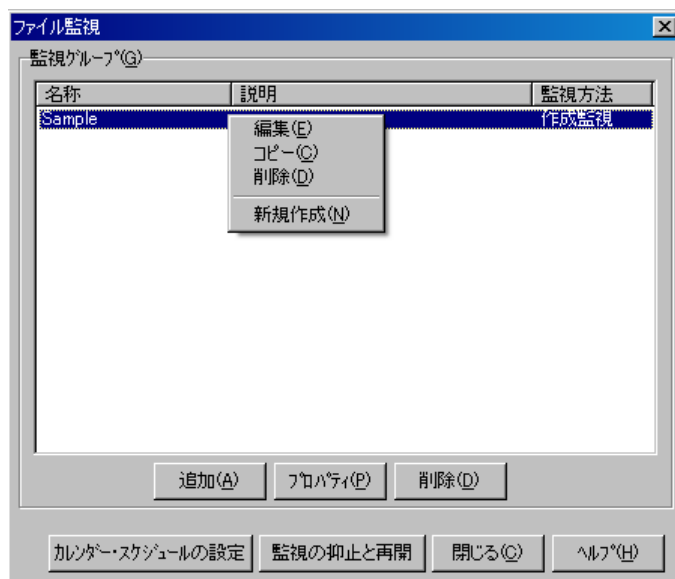 ファイル監視
監視ｸﾞﾙｰﾌﾟ(G)
名称 説明 監視方法
Sample 作成監視
編集(E)
コピー(C)
削除(D)
新規作成(N)
追加(A) ﾌﾟﾛﾊﾟﾃｨ(P) 削除(D)
ｶﾚﾝﾀﾞｰ・ｽｹｼﾞｭｰﾙの設定 監視の抑止と再開 閉じる(C) ﾍﾙﾌﾟ(H)